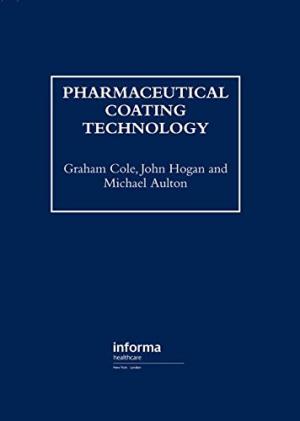 PHARMACEUTICAL
COATING
TECHNOLOGY
Graham Cole, John Hogan and
Michael Aulton
informa
healthcare
New York London